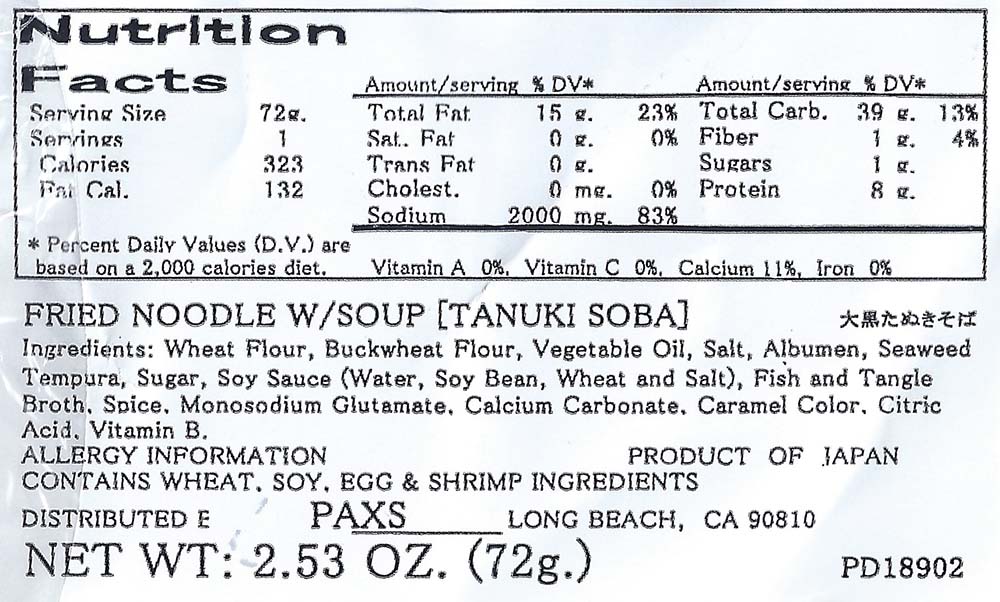 Nutrition
Facts
Amount/serving % DV* Amount/serving % DV*
Serving Size 72g. Total Fat 15 g. 23% Total Carb. 39 g. 13%
Servings 1 Sat. Fat 0 g. 0% Fiber 1 g. 4%
Calories 323 Trans Fat 0 g. Sugars 1 g.
Fat Cal. 132 Cholest. 0 mg. 0% Protein 8 g.
Sodium 2000 mg. 83%
* Percent Daily Values (D.V.) are
based on a 2,000 calories diet. Vitamin A 0%, Vitamin C 0%, Calcium 11%, Iron 0%
FRIED NOODLE W/SOUP [TANUKI SOBA] 大黒たぬきそば
Ingredients: Wheat Flour, Buckwheat Flour, Vegetable Oil, Salt, Albumen, Seaweed
Tempura, Sugar, Soy Sauce (Water, Soy Bean, Wheat and Salt), Fish and Tangle
Broth, Spice, Monosodium Glutamate, Calcium Carbonate, Caramel Color, Citric
Acid, Vitamin B.
ALLERGY INFORMATION PRODUCT OF JAPAN
CONTAINS WHEAT, SOY, EGG & SHRIMP INGREDIENTS
DISTRIBUTED PAXS LONG BEACH, CA 90810
NET WT: 2.53 OZ. (72g.) PD18902